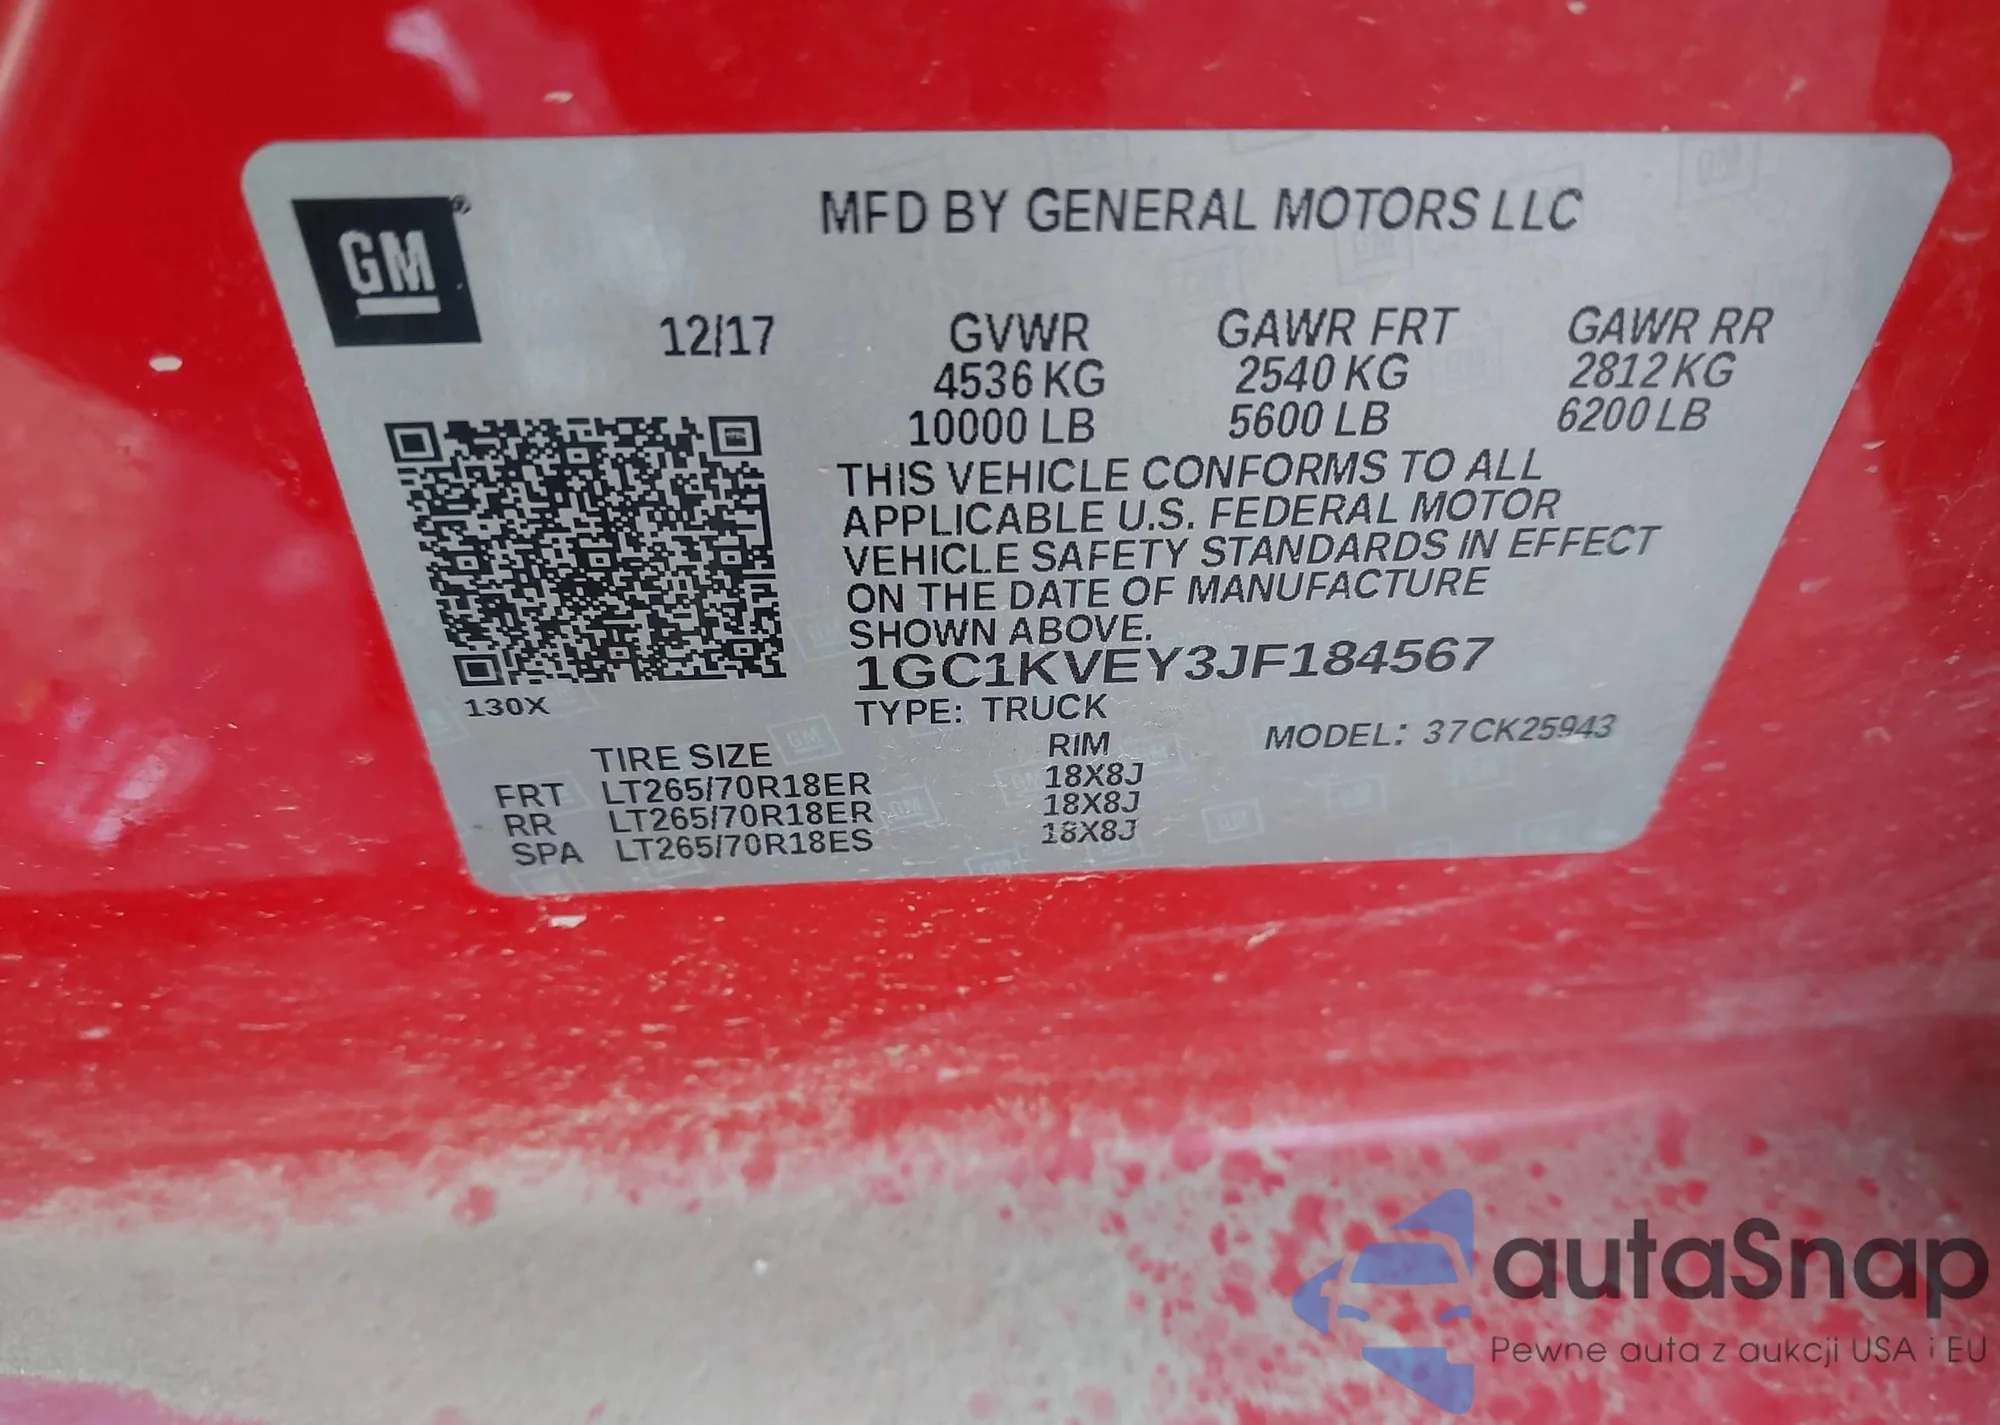 GM®
MFD BY GENERAL MOTORS LLC
12/17 GVWR GAWR FRT GAWR RR
4536 KG 2540 KG 2812 KG
10000 LB 5600 LB 6200 LB
THIS VEHICLE CONFORMS TO ALL
APPLICABLE U.S. FEDERAL MOTOR
VEHICLE SAFETY STANDARDS IN EFFECT
ON THE DATE OF MANUFACTURE
SHOWN ABOVE.
1GC1KVEY3JF184567
130X
TYPE: TRUCK
MODEL: 37CK25943
TIRE SIZE RIM
FRT LT265/70R18ER 18X8J
RR LT265/70R18ER 18X8J
SPA LT265/70R18ES 18X8J
autaSnap
Pewne auta z aukcji USA i EU